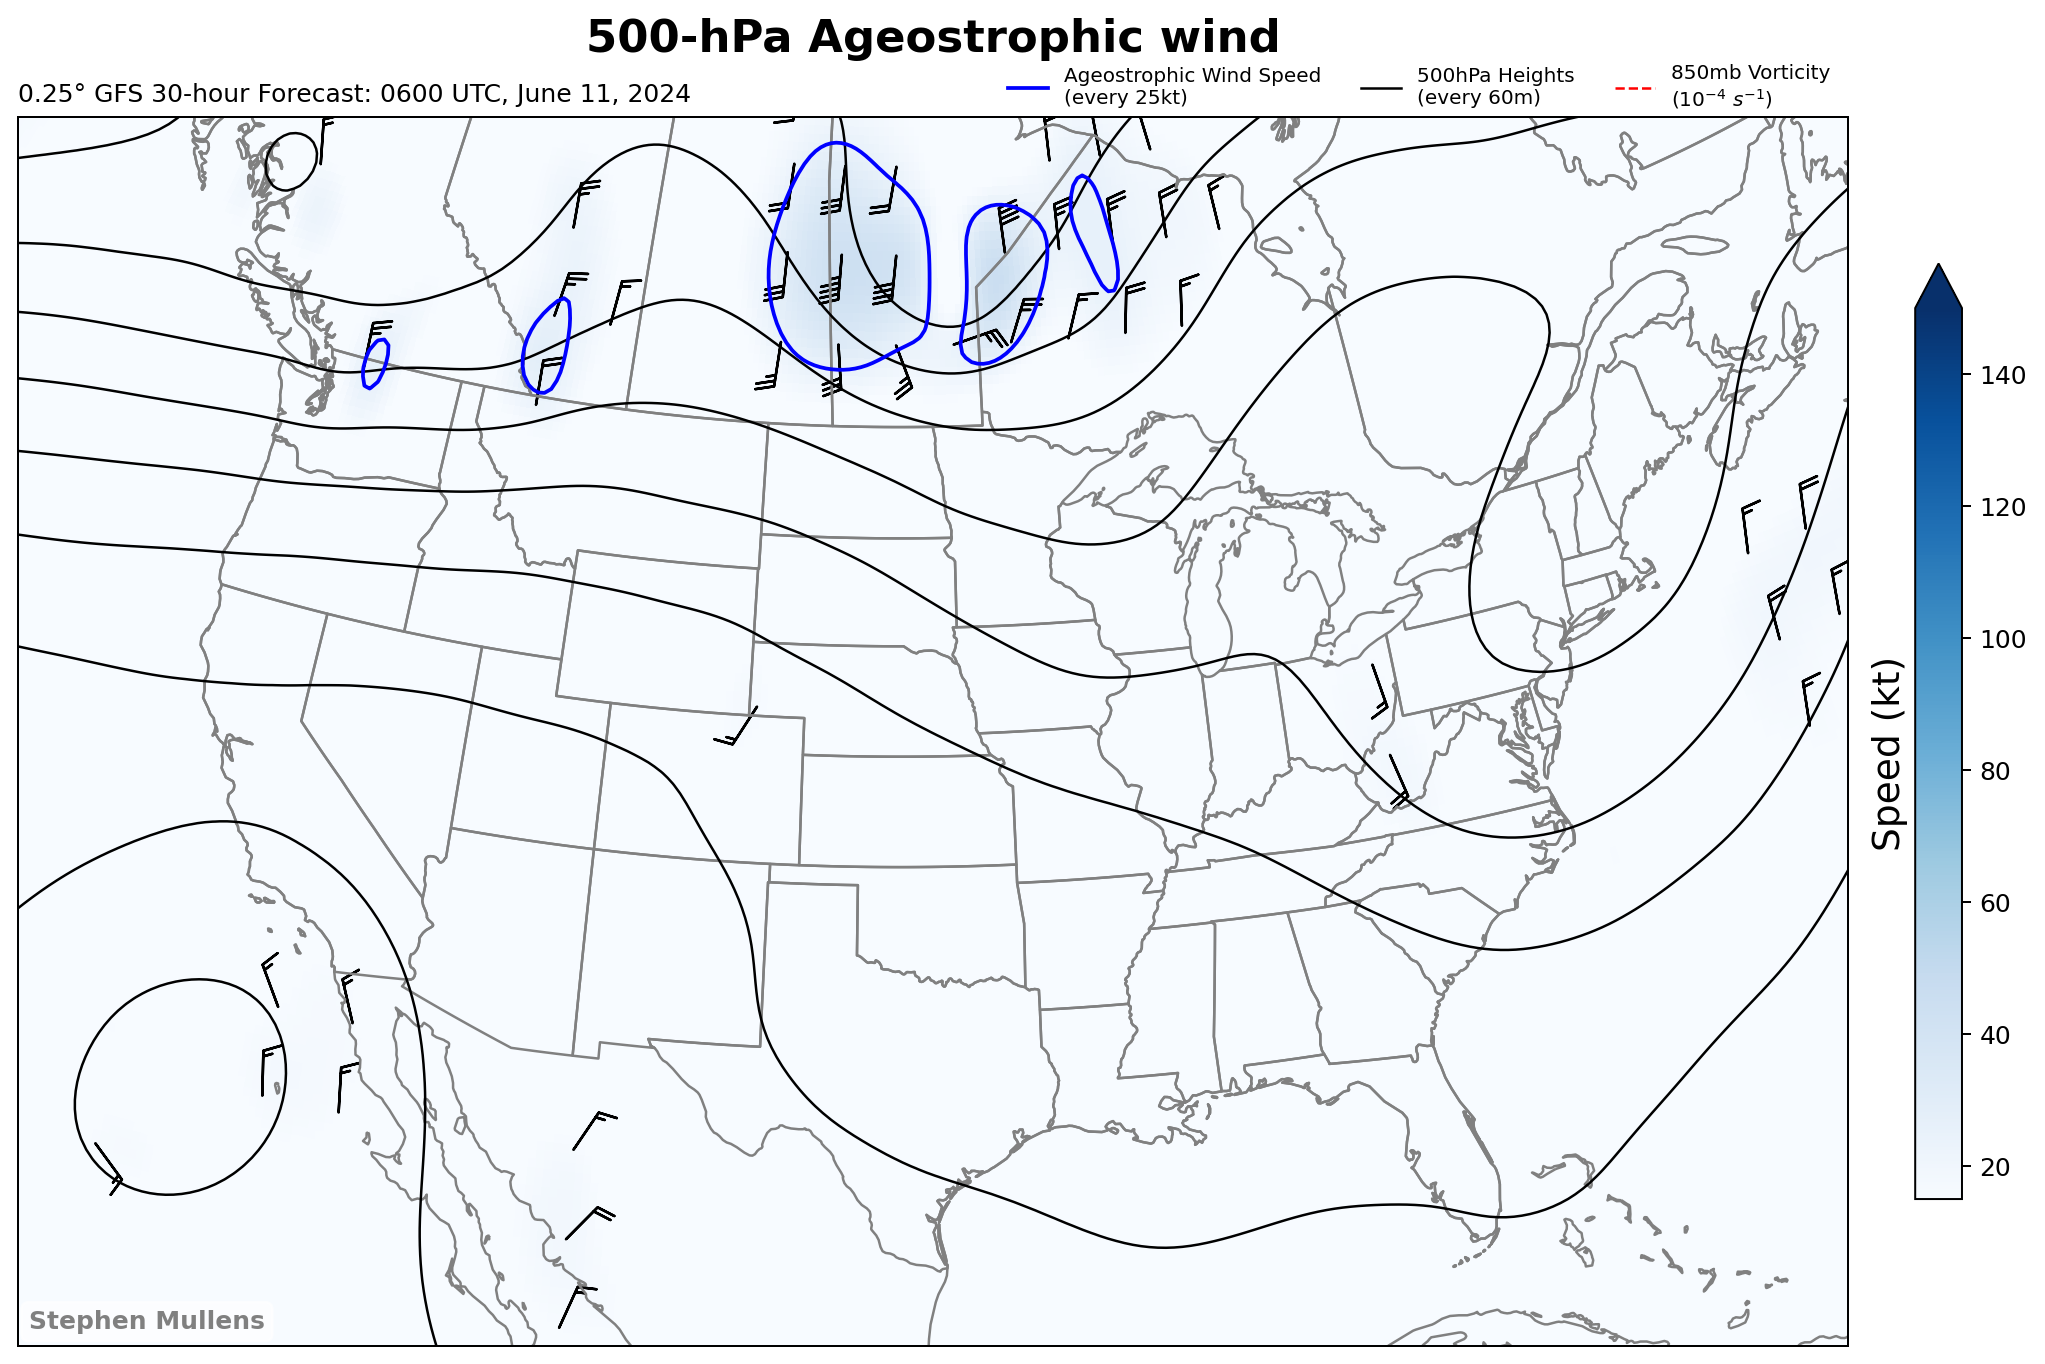 500-hPa Ageostrophic wind
0.25° GFS 30-hour Forecast: 0600 UTC, June 11, 2024
Ageostrophic Wind Speed
(every 25kt)
500hPa Heights
(every 60m)
850mb Vorticity
(10⁻⁴ s⁻¹)
140
120
100
80
60
40
20
Speed (kt)
Stephen Mullens